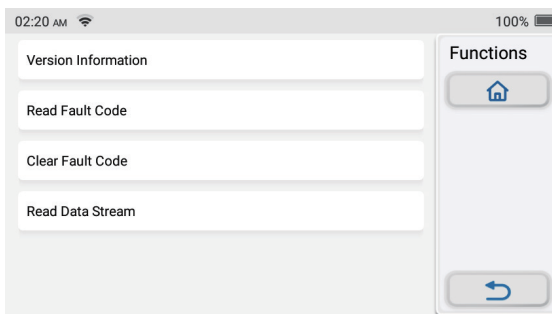 02:20 AM
100%
Version Information
Read Fault Code
Clear Fault Code
Read Data Stream
Functions